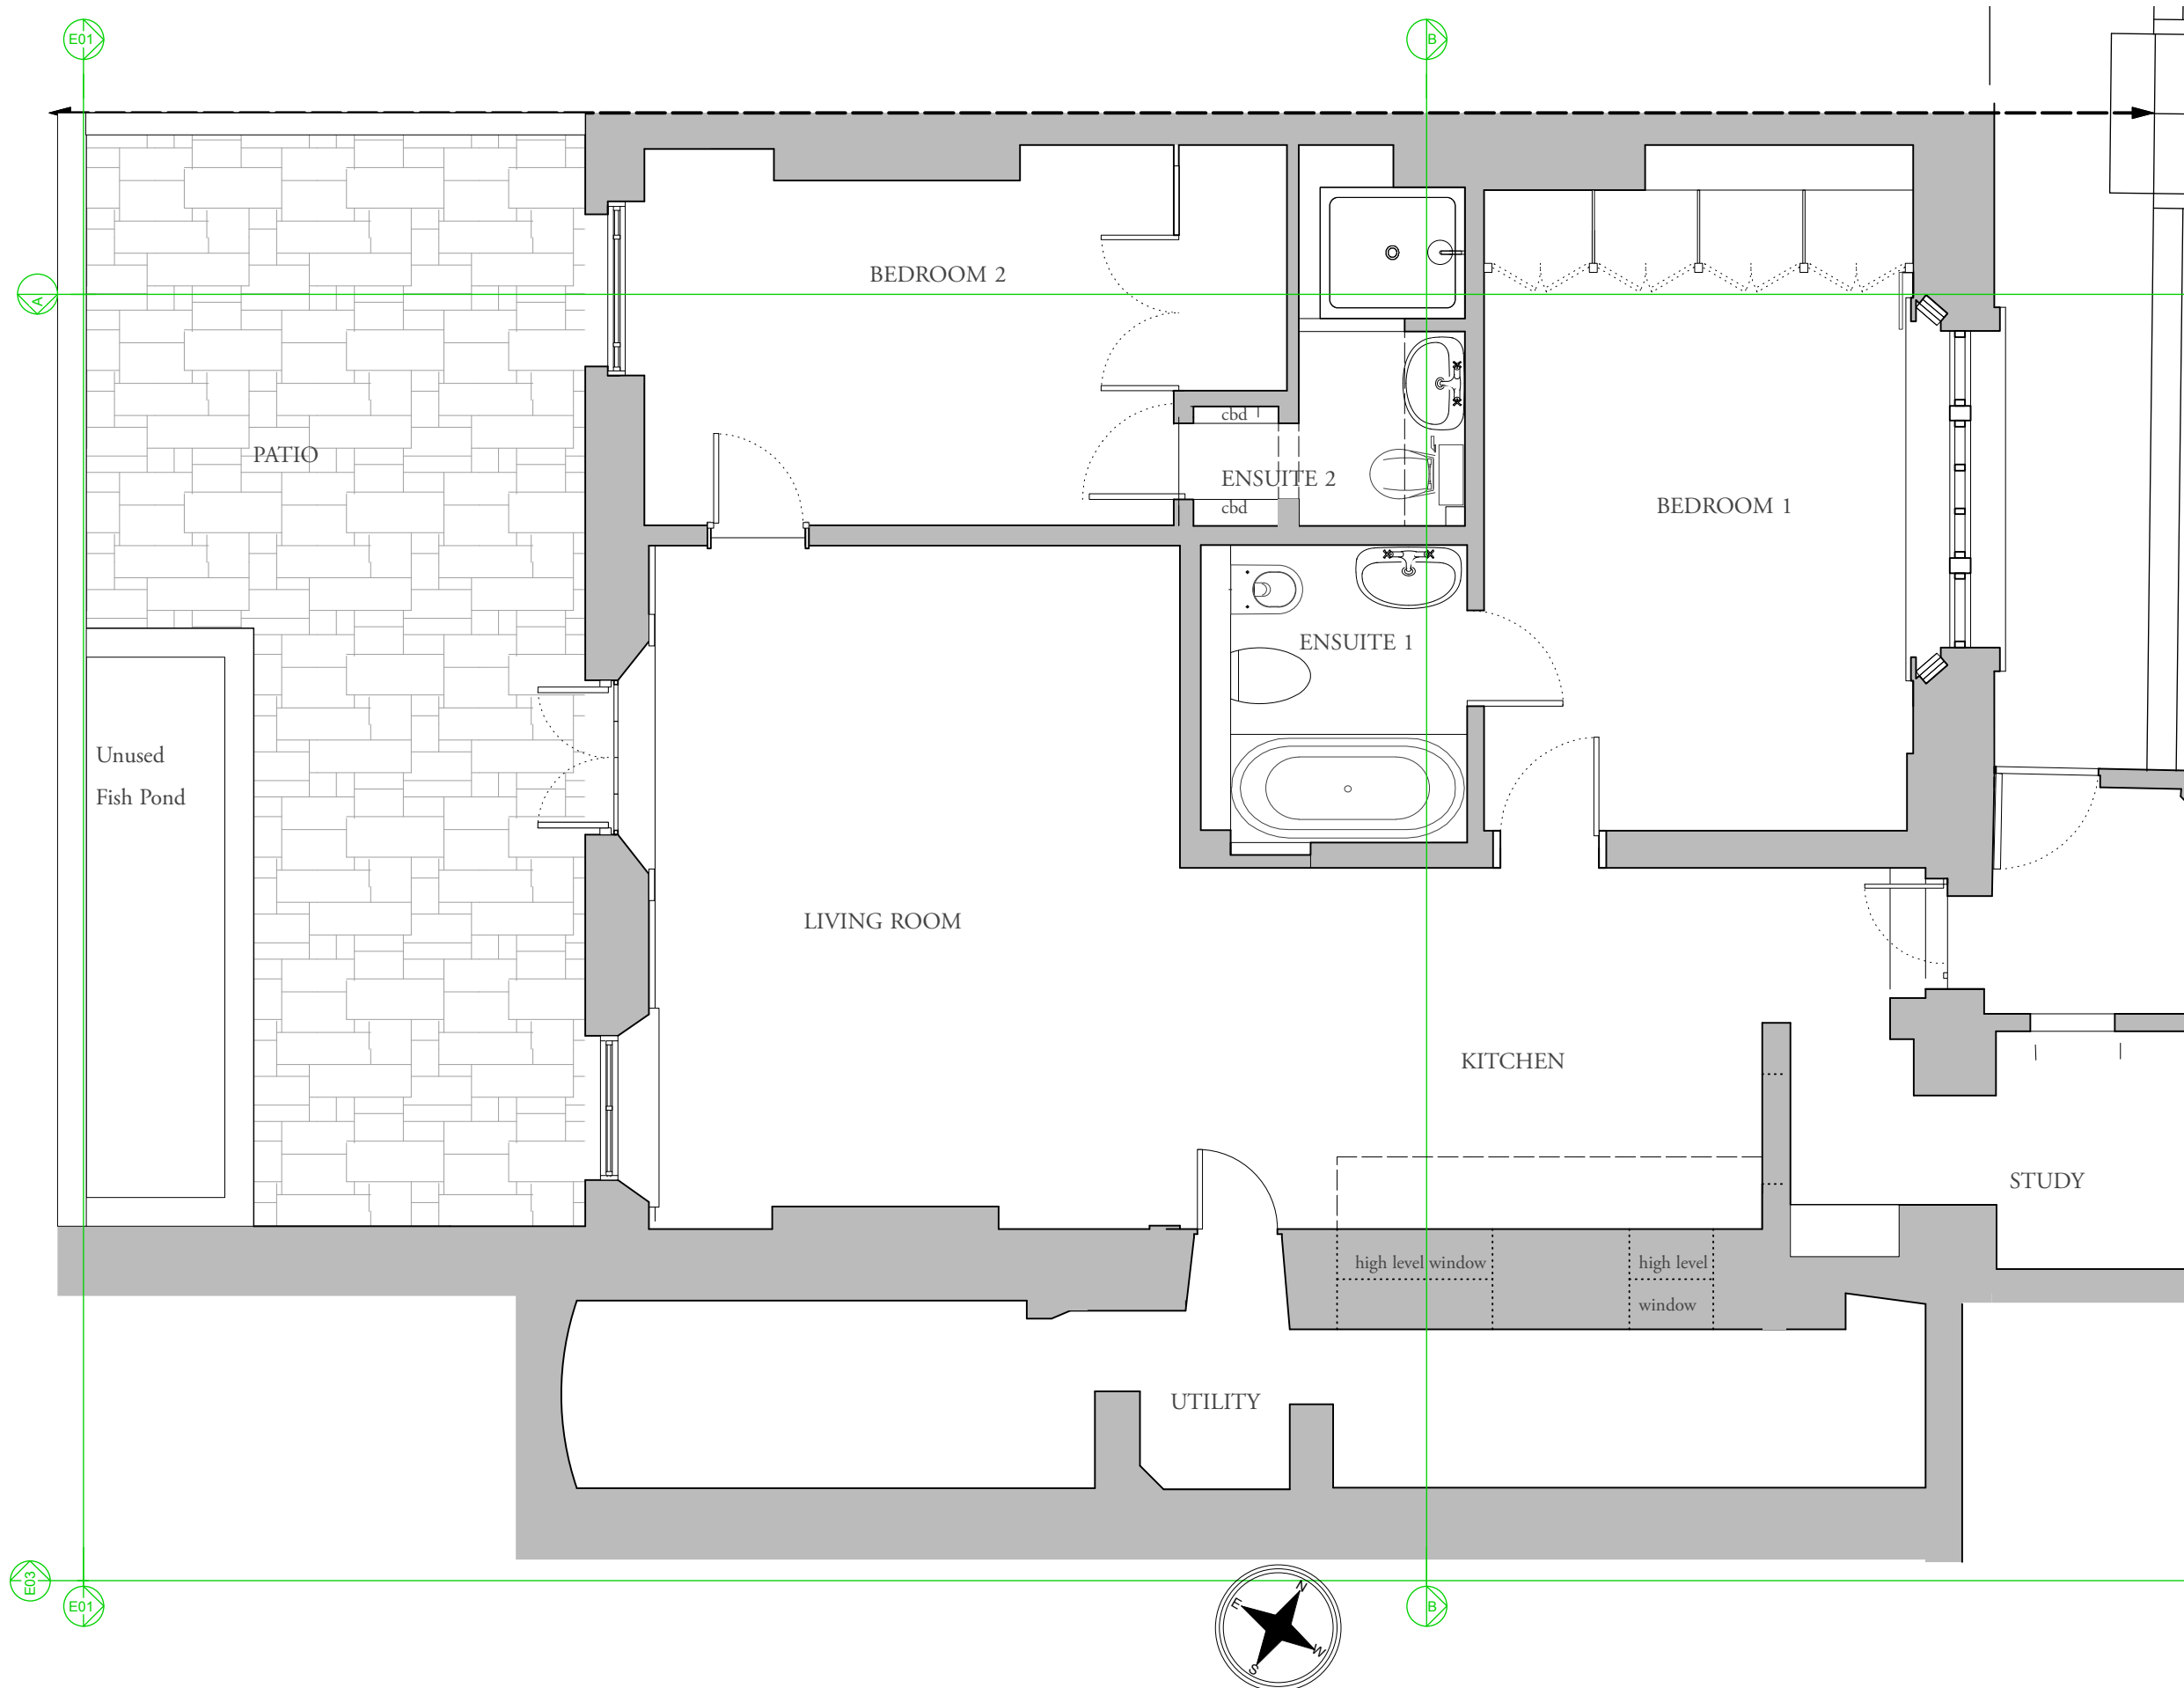 E01
B
A
BEDROOM 2
cbd
PATIO
ENSUITE 2
cbd
BEDROOM 1
ENSUITE 1
Unused
Fish Pond
LIVING ROOM
KITCHEN
STUDY
high level window
high level
window
UTILITY
E03
E01
B
N
E
W
S